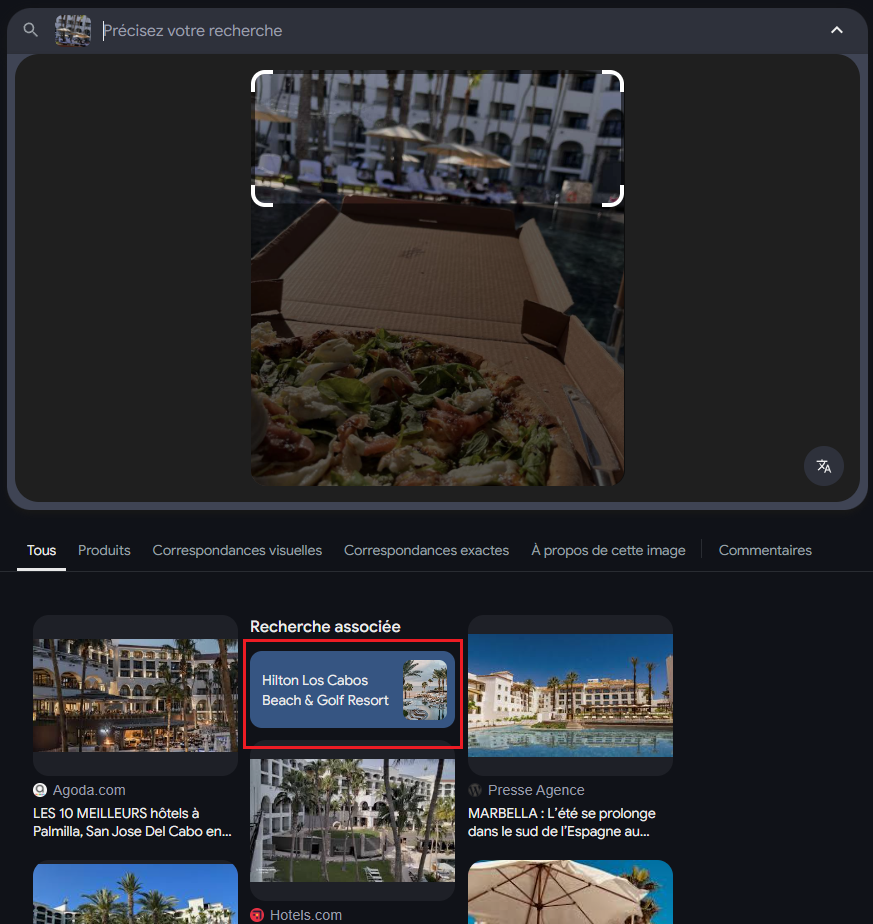 Précisez votre recherche
Tous
Produits
Correspondances visuelles
Correspondances exactes
À propos de cette image
Commentaires
Recherche associée
Hilton Los Cabos
Beach & Golf Resort
Agoda.com
LES 10 MEILLEURS hôtels à
Palmilla, San Jose Del Cabo en...
Hotels.com
Presse Agence
MARBELLA : L'été se prolonge
dans le sud de l'Espagne au...